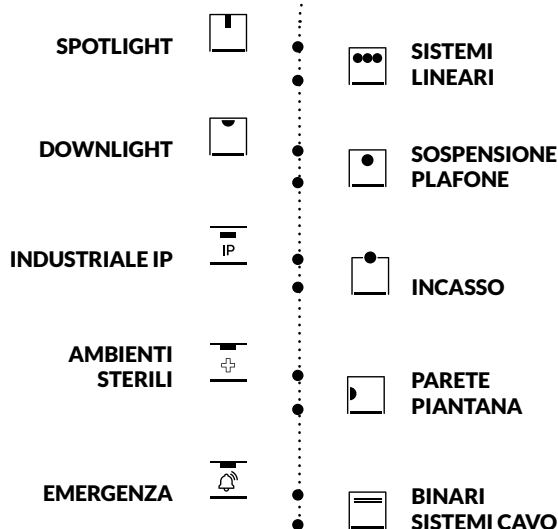 SPOTLIGHT
SISTEMI
LINEARI
DOWNLIGHT
SOSPENSIONE
PLAFONE
INDUSTRIALE IP
IP
INCASSO
AMBIENTI
STERILI
PARETE
PIANTANA
EMERGENZA
BINARI
SISTEMI CAVO